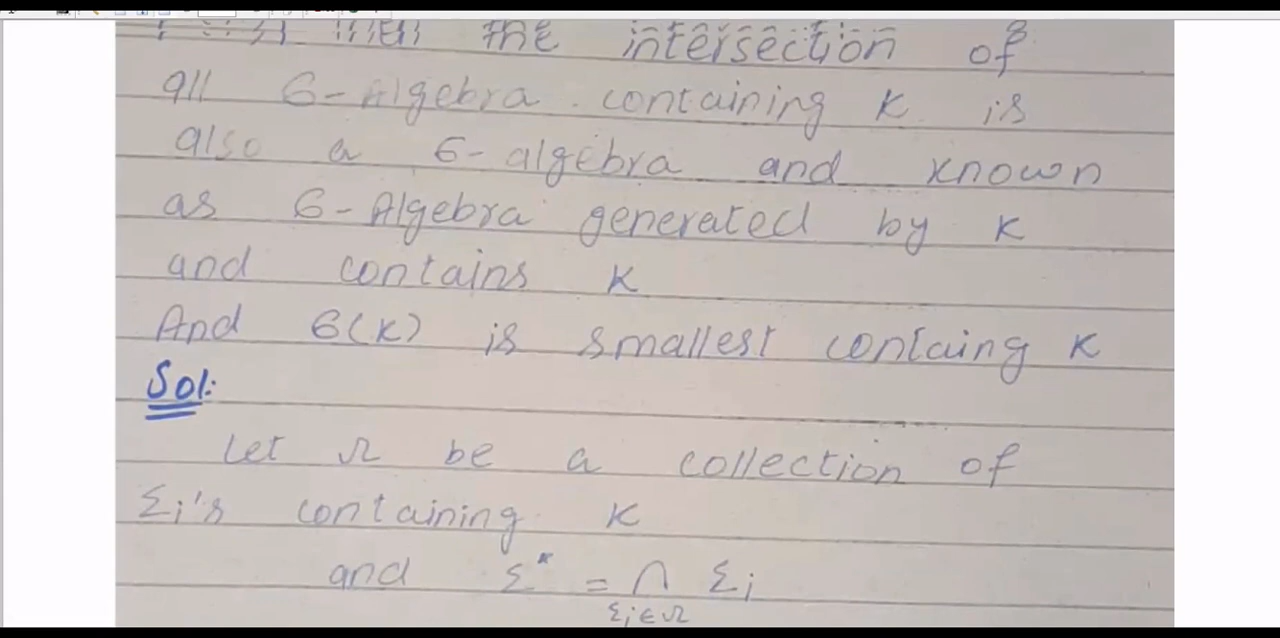 the intersection of
all 6-Algebra containing K is
also a 6-algebra and known
as 6-Algebra generated by K
and contains K
And 6(K) is smallest containg K
Sol:
Let Ω be a collection of
Σi's containing K
and Σ* = ∩ Σi
Σi∈Ω